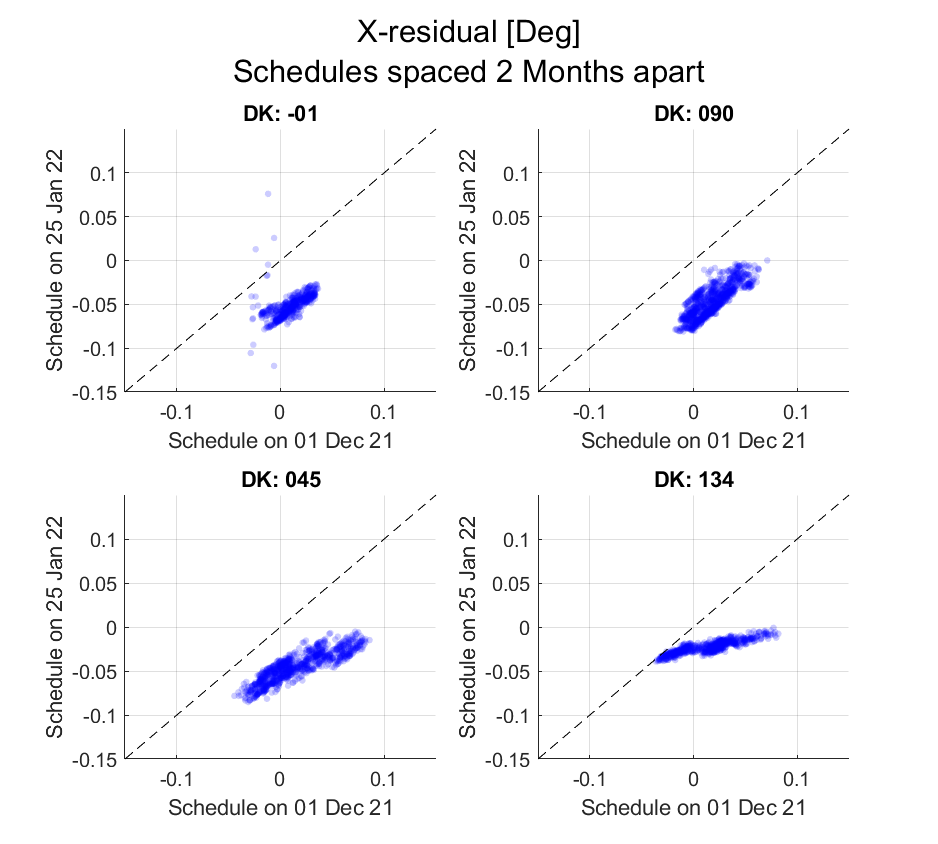 X-residual [Deg]
Schedules spaced 2 Months apart
DK: -01
Schedule on 25 Jan 22
0.1
0.05
0
-0.05
-0.1
-0.15
-0.1 0 0.1
Schedule on 01 Dec 21
DK: 090
Schedule on 25 Jan 22
0.1
0.05
0
-0.05
-0.1
-0.15
-0.1 0 0.1
Schedule on 01 Dec 21
DK: 045
Schedule on 25 Jan 22
0.1
0.05
0
-0.05
-0.1
-0.15
-0.1 0 0.1
Schedule on 01 Dec 21
DK: 134
Schedule on 25 Jan 22
0.1
0.05
0
-0.05
-0.1
-0.15
-0.1 0 0.1
Schedule on 01 Dec 21